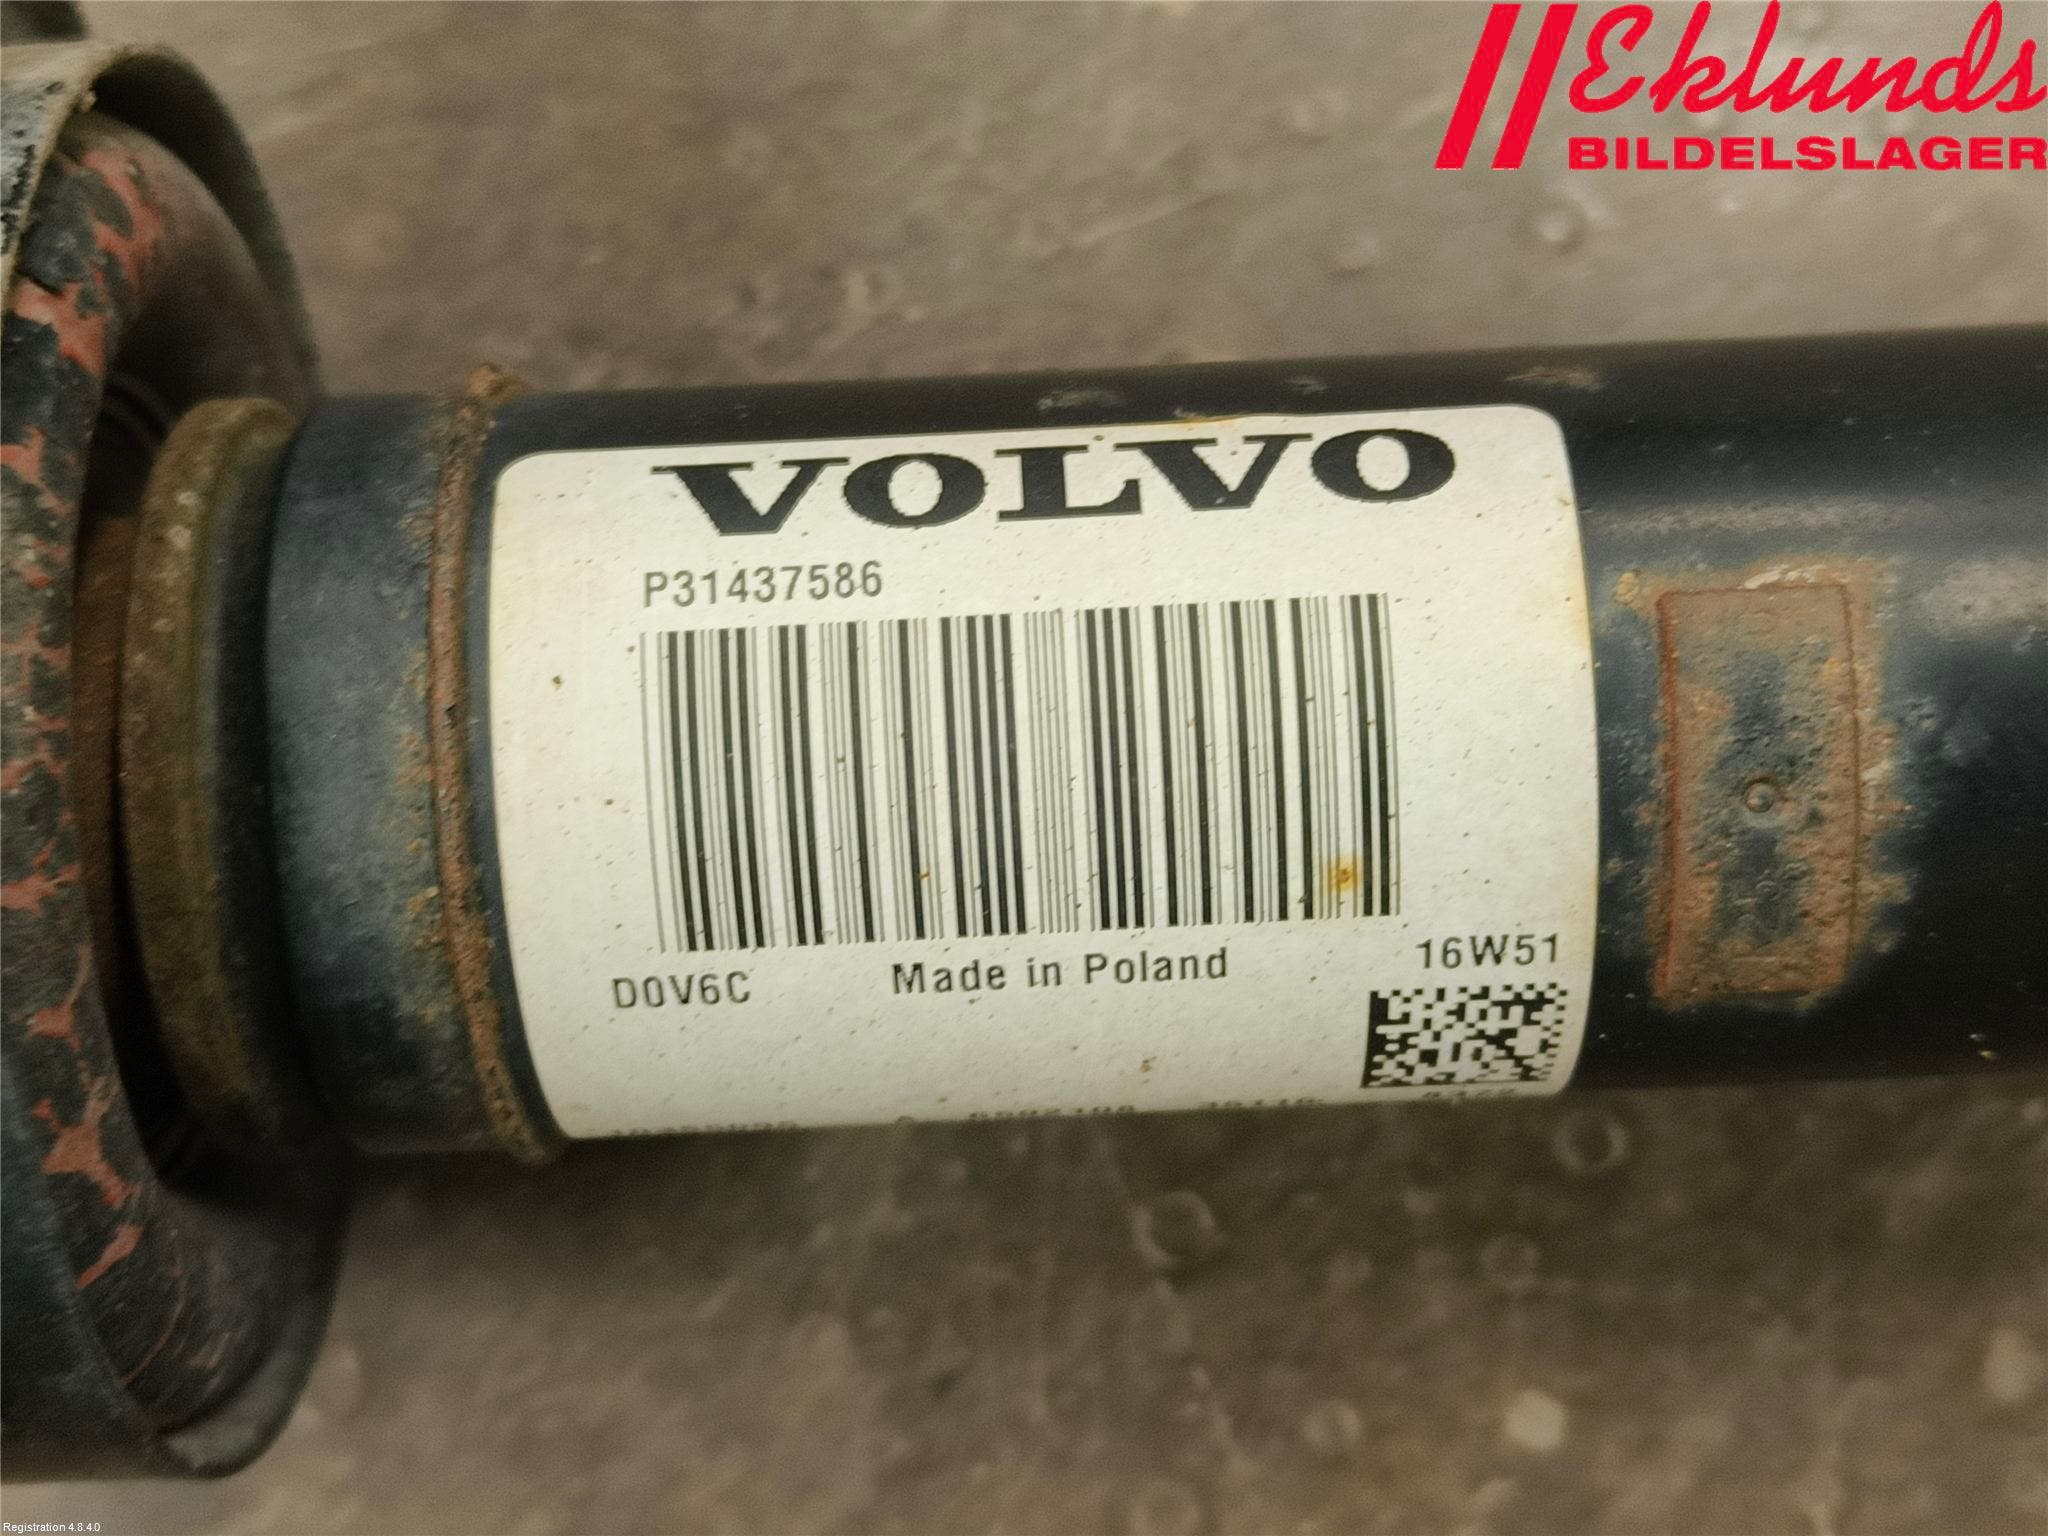 Eklunds
BILDELSLAGER
VOLVO
P31437586
D0V6C Made in Poland 16W51
Registration 4.8.4.0